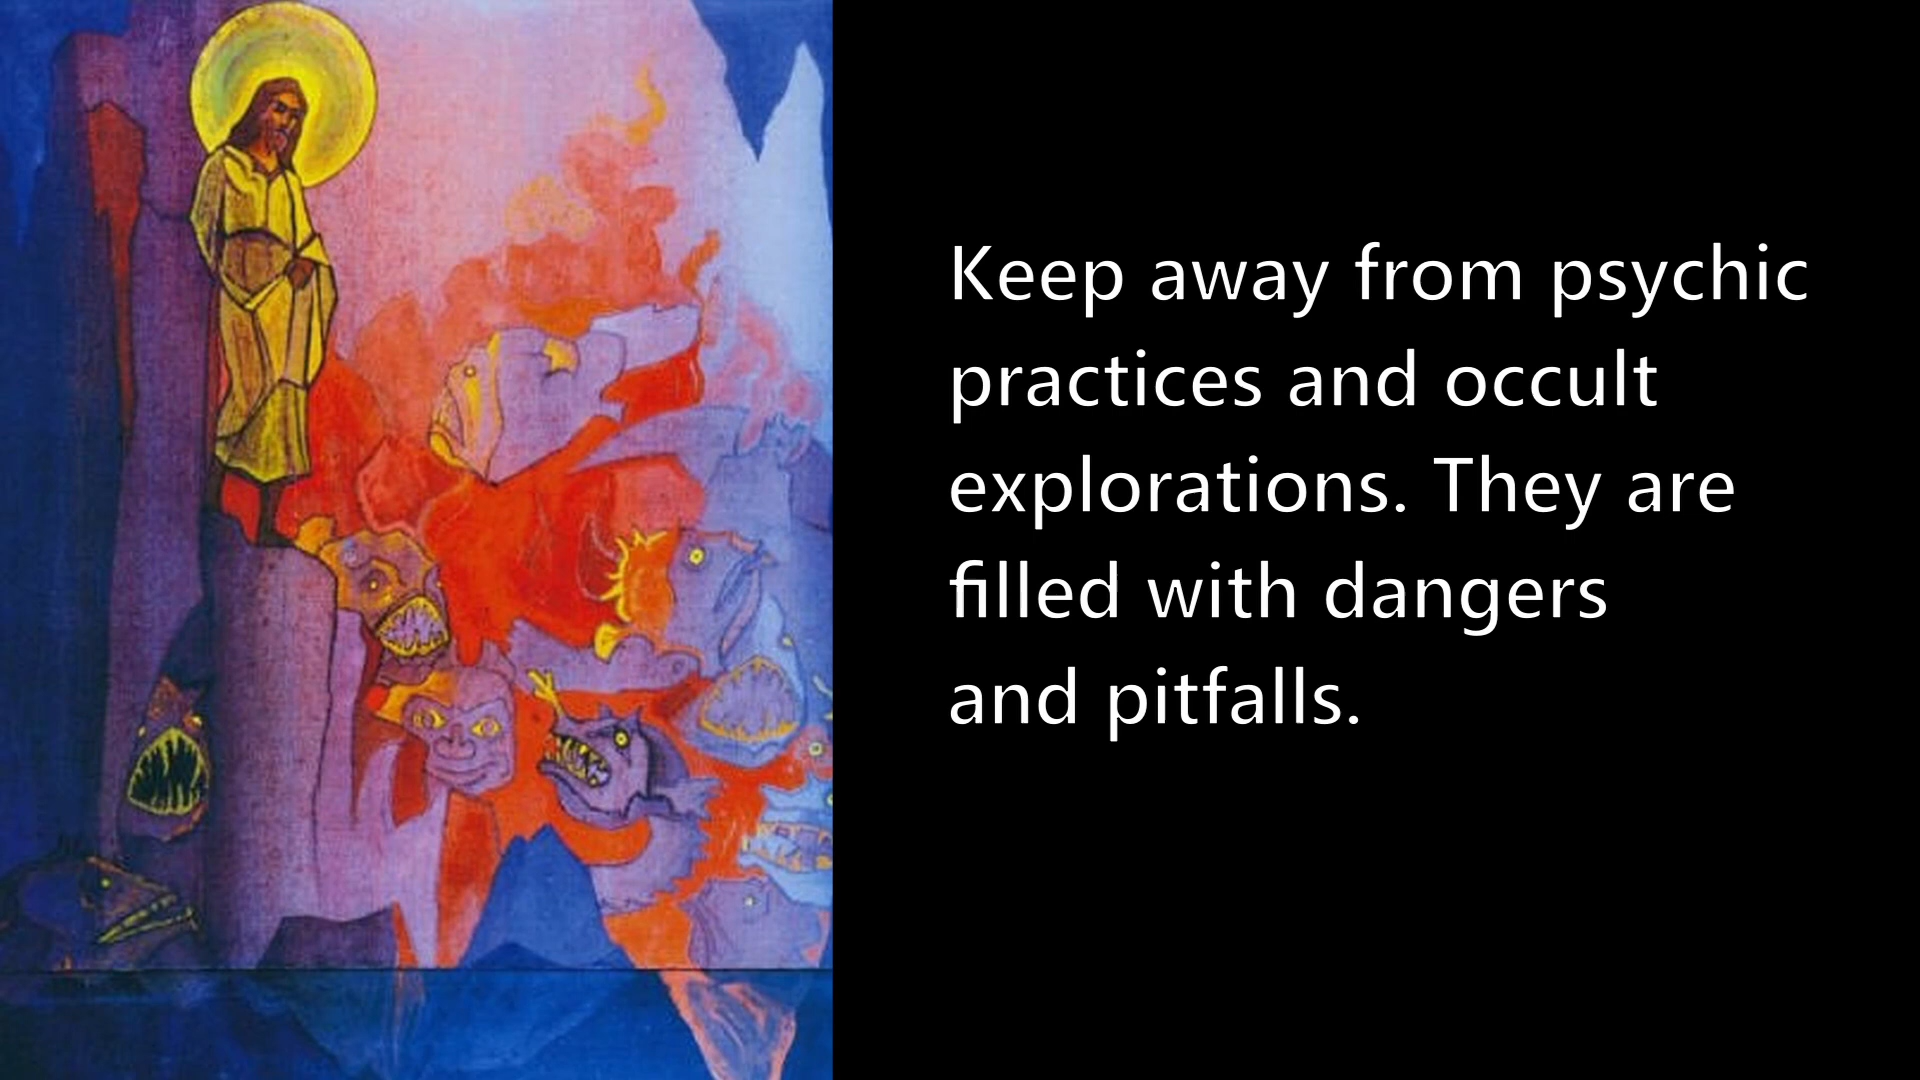 Keep away from psychic
practices and occult
explorations. They are
filled with dangers
and pitfalls.